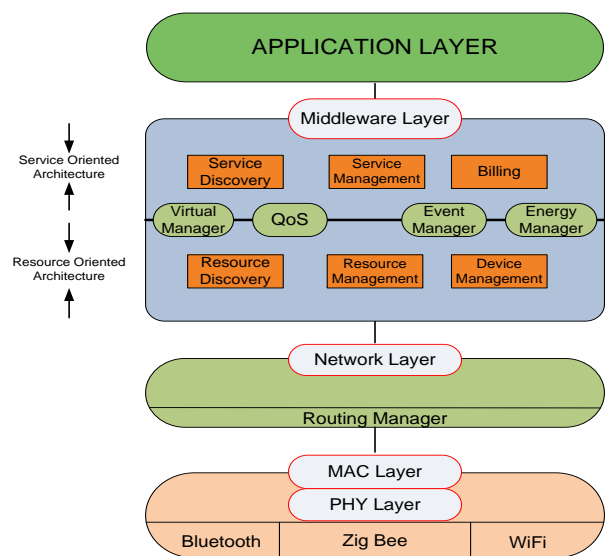 APPLICATION LAYER
Middleware Layer
Service Oriented
Architecture
Service
Discovery
Service
Management
Billing
Virtual
Manager
QoS
Event
Manager
Energy
Manager
Resource Oriented
Architecture
Resource
Discovery
Resource
Management
Device
Management
Network Layer
Routing Manager
MAC Layer
PHY Layer
Bluetooth
Zig Bee
WiFi